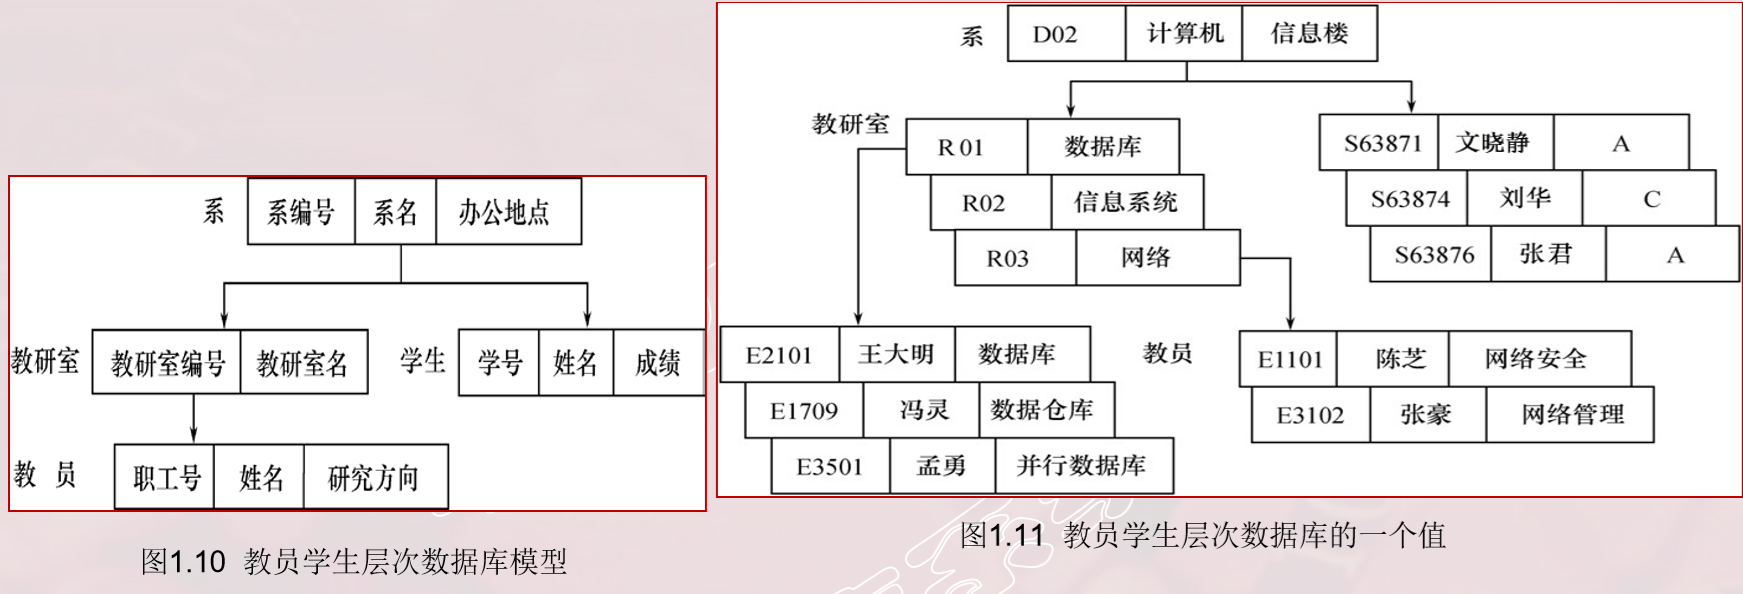 系 系编号 系名 办公地点
教研室 教研室编号 教研室名 学生 学号 姓名 成绩
教 员 职工号 姓名 研究方向
图1.10 教员学生层次数据库模型
系 D02 计算机 信息楼
教研室 R01 数据库
R02 信息系统
R03 网络
S63871 文晓静 A
S63874 刘华 C
S63876 张君 A
E2101 王大明 数据库
E1709 冯灵 数据仓库
E3501 孟勇 并行数据库
教员 E1101 陈芝 网络安全
E3102 张豪 网络管理
图1.11 教员学生层次数据库的一个值